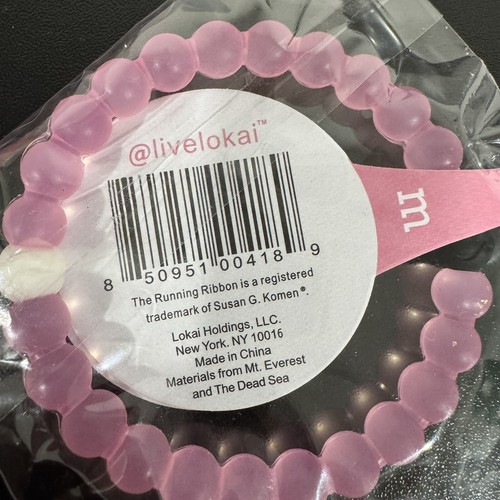 @livelokai™
8 50951 00418 9
The Running Ribbon is a registered
trademark of Susan G. Komen®.
Lokai Holdings, LLC.
New York. NY 10016
Made in China
Materials from Mt. Everest
and The Dead Sea
m